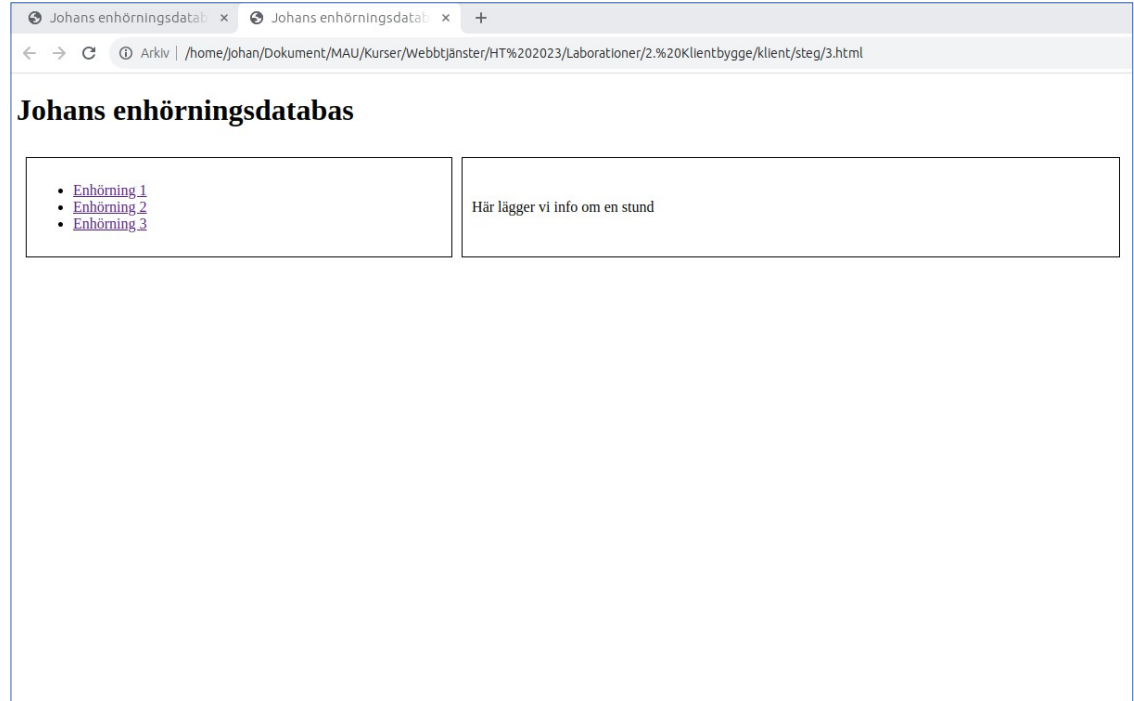 Johans enhörningsdatab
Johans enhörningsdatab
Arkiv | /home/johan/Dokument/MAU/Kurser/Webbtjänster/HT%202023/Laborationer/2.%20Klientbygge/klient/steg/3.html
Johans enhörningsdatabas
Enhörning 1
Enhörning 2
Enhörning 3
Här lägger vi info om en stund